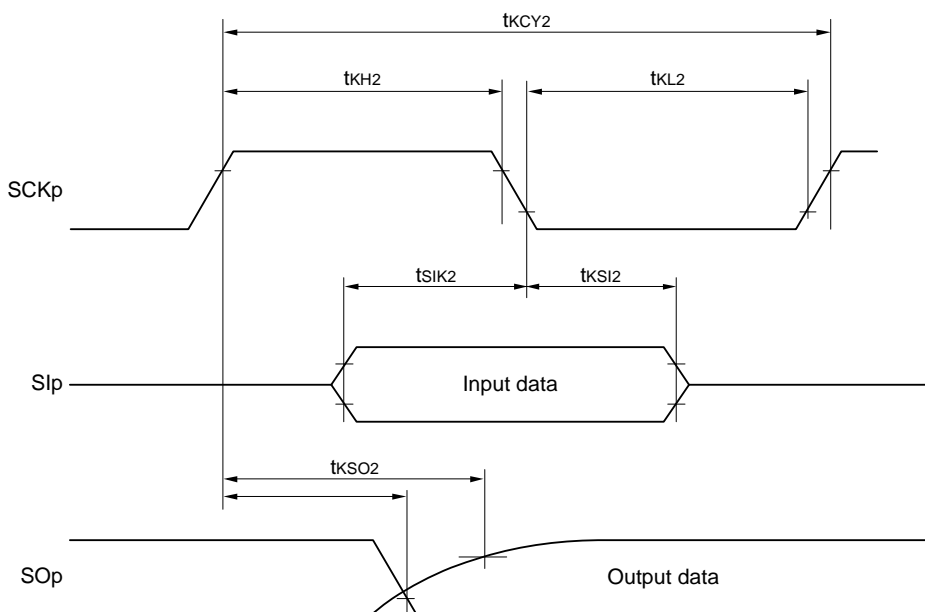 tKCY2
tKH2
tKL2
SCKp
tSIK2
tKSI2
SIp
Input data
tKSO2
SOp
Output data